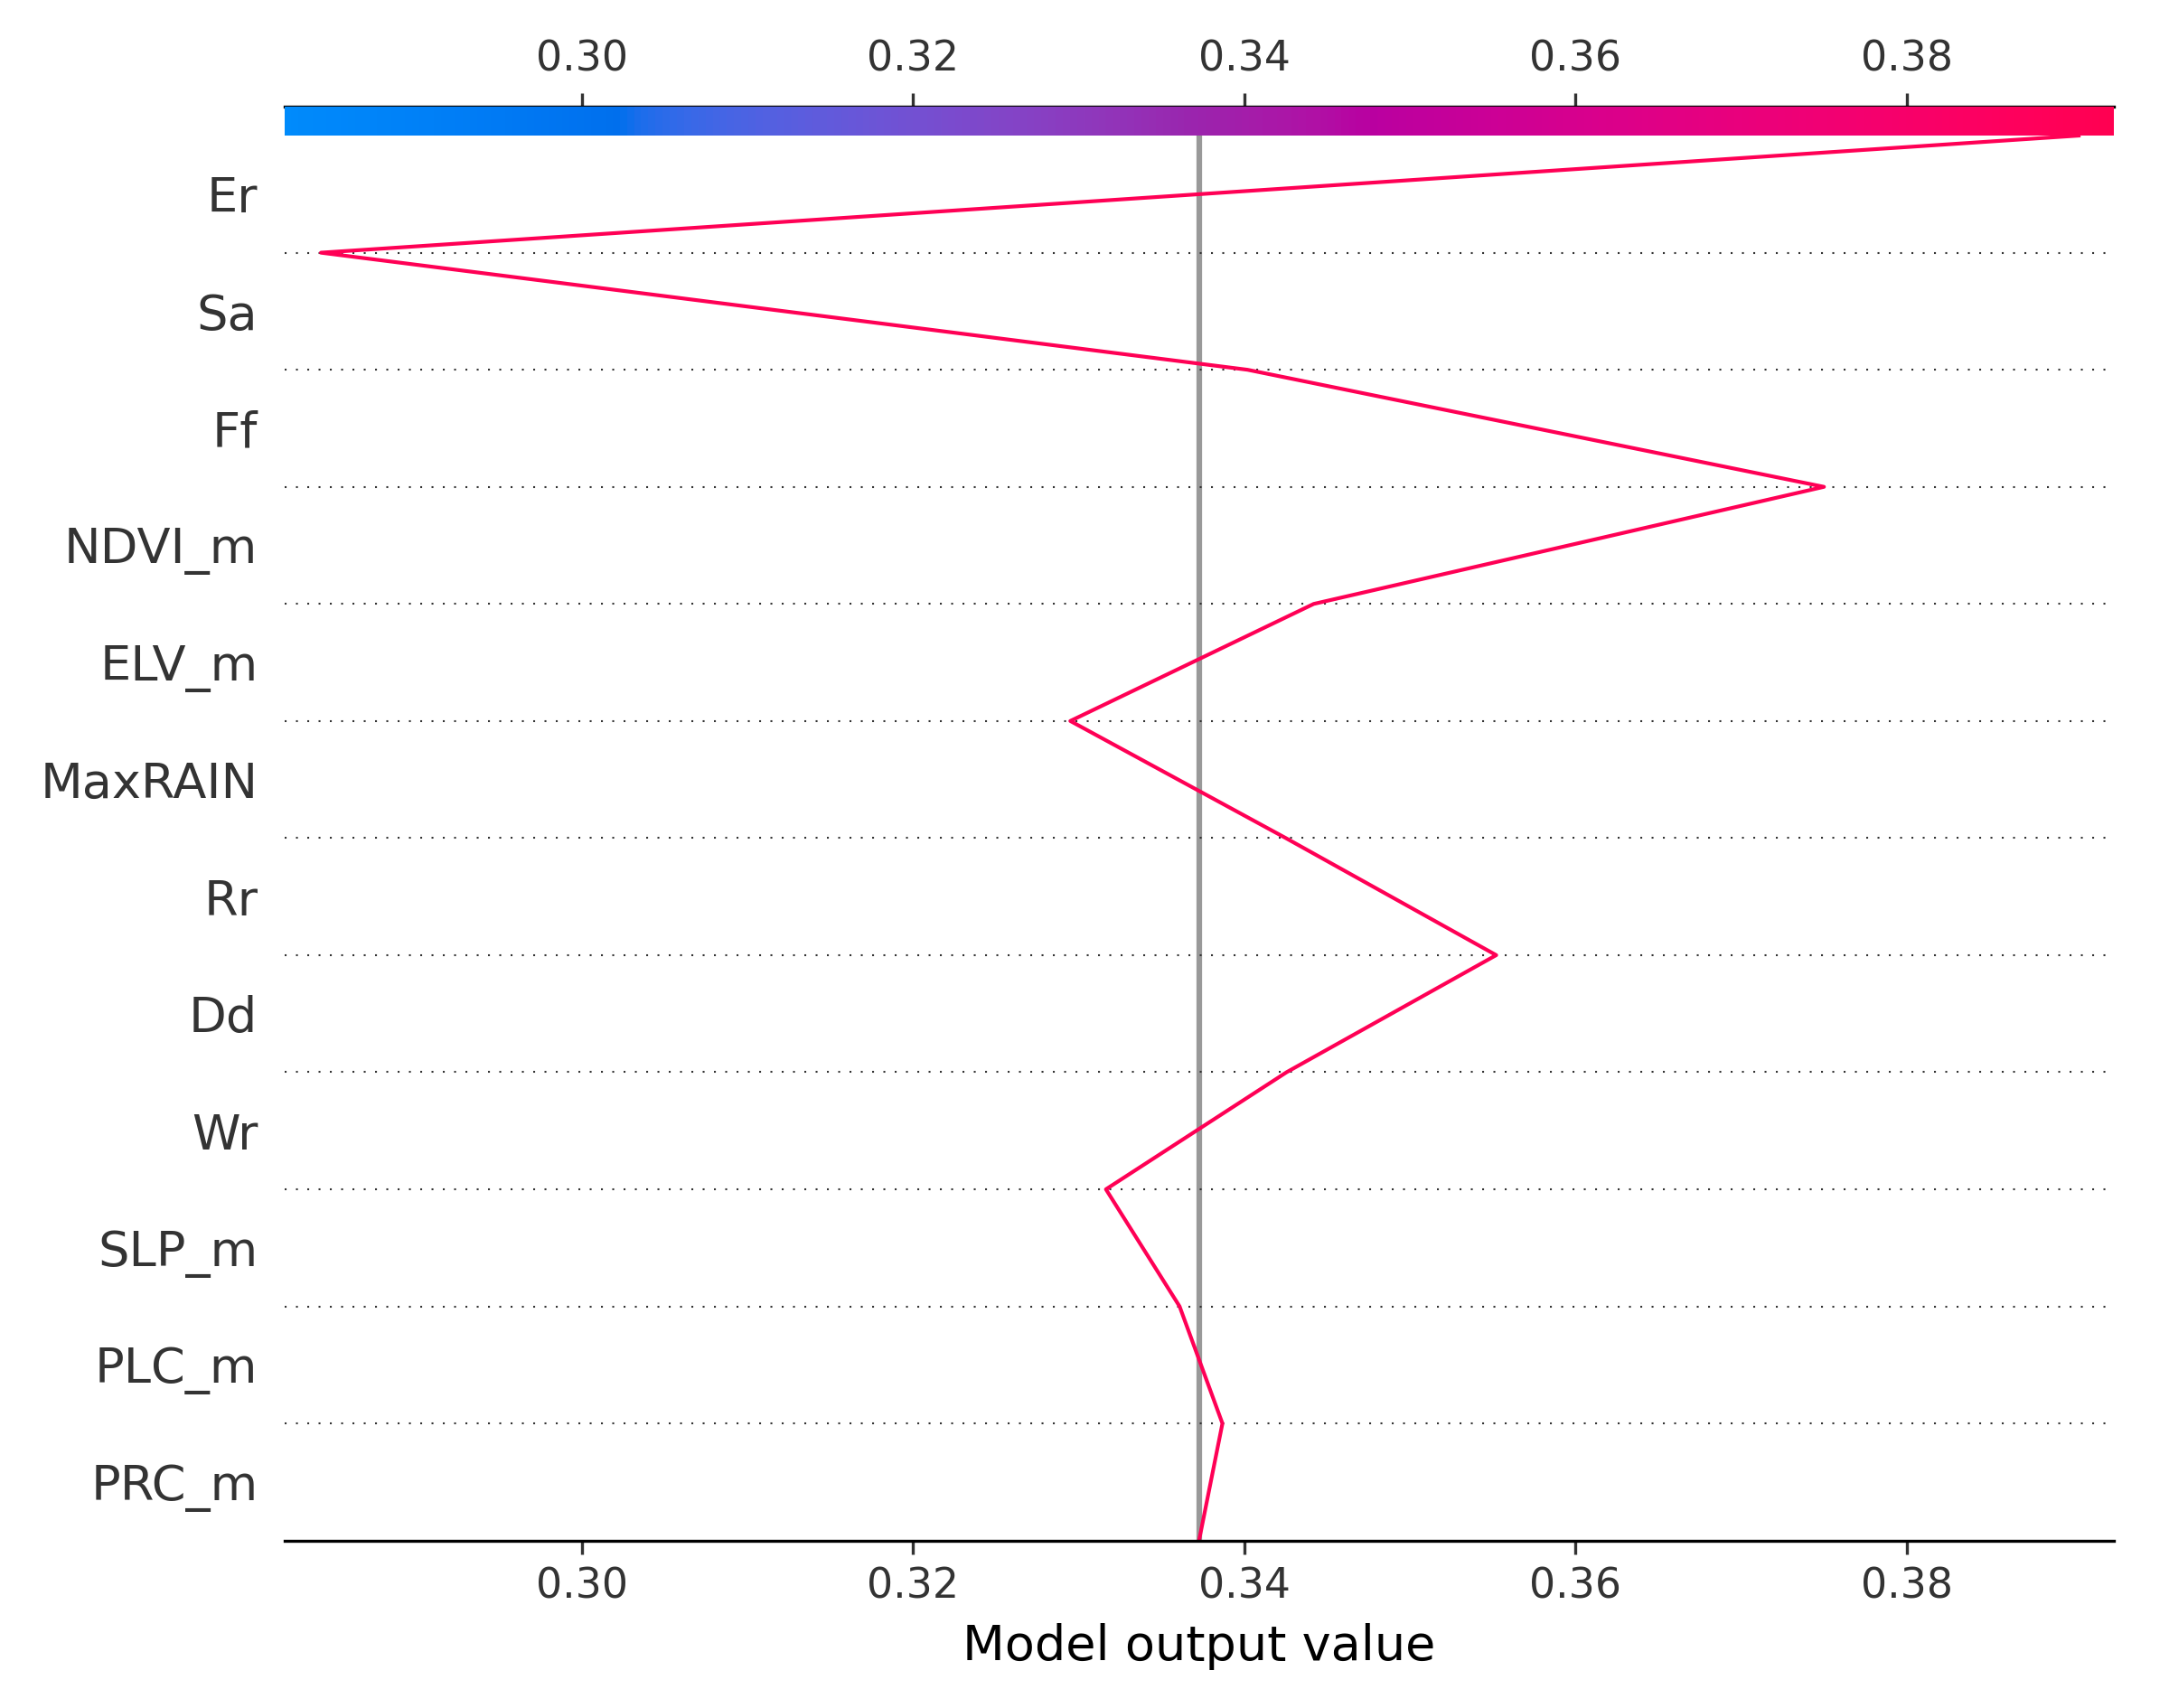 0.30 0.32 0.34 0.36 0.38
Er
Sa
Ff
NDVI_m
ELV_m
MaxRAIN
Rr
Dd
Wr
SLP_m
PLC_m
PRC_m
0.30 0.32 0.34 0.36 0.38
Model output value